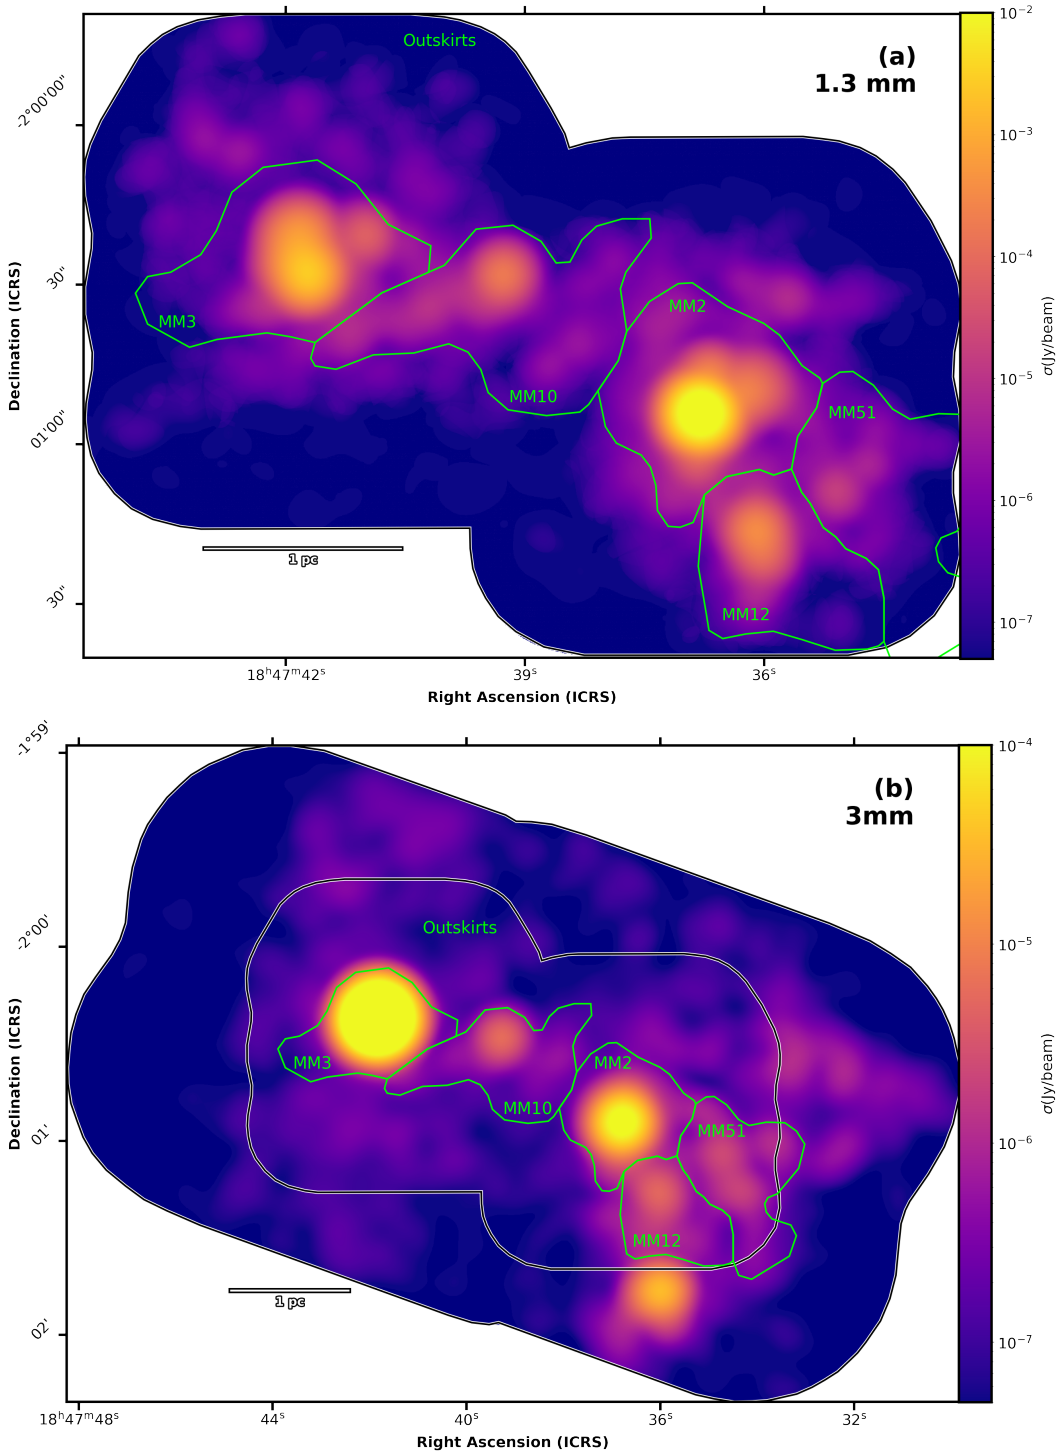 Outskirts
(a)
1.3 mm
10⁻²
-2°00'00"
10⁻³
10⁻⁴
30"
MM3
MM2
Declination (ICRS)
σ(Jy/beam)
10⁻⁵
MM10
MM51
01'00"
10⁻⁶
1 pc
30"
MM12
10⁻⁷
18ʰ47ᵐ42ˢ
39ˢ
36ˢ
Right Ascension (ICRS)
-1°59'
10⁻⁴
(b)
3mm
Outskirts
-2°00'
10⁻⁵
Declination (ICRS)
MM3
MM2
σ(Jy/beam)
MM10
MM51
01'
10⁻⁶
MM12
1 pc
02'
10⁻⁷
18ʰ47ᵐ48ˢ
44ˢ
40ˢ
36ˢ
32ˢ
Right Ascension (ICRS)